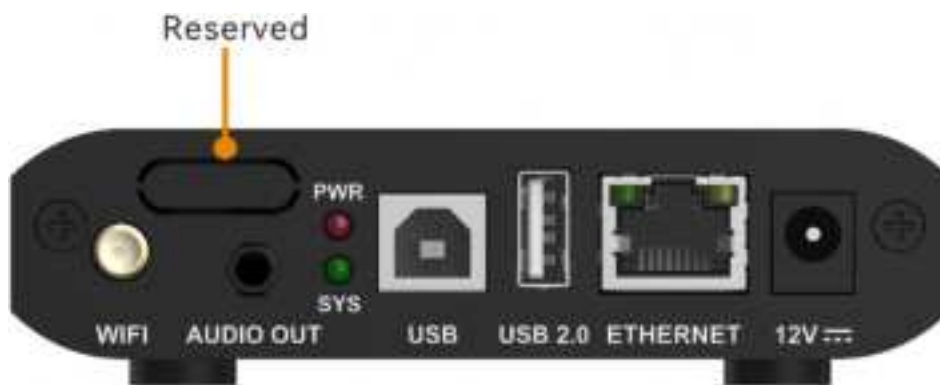 Reserved
PWR
SYS
WIFI AUDIO OUT USB USB 2.0 ETHERNET 12V ⎓